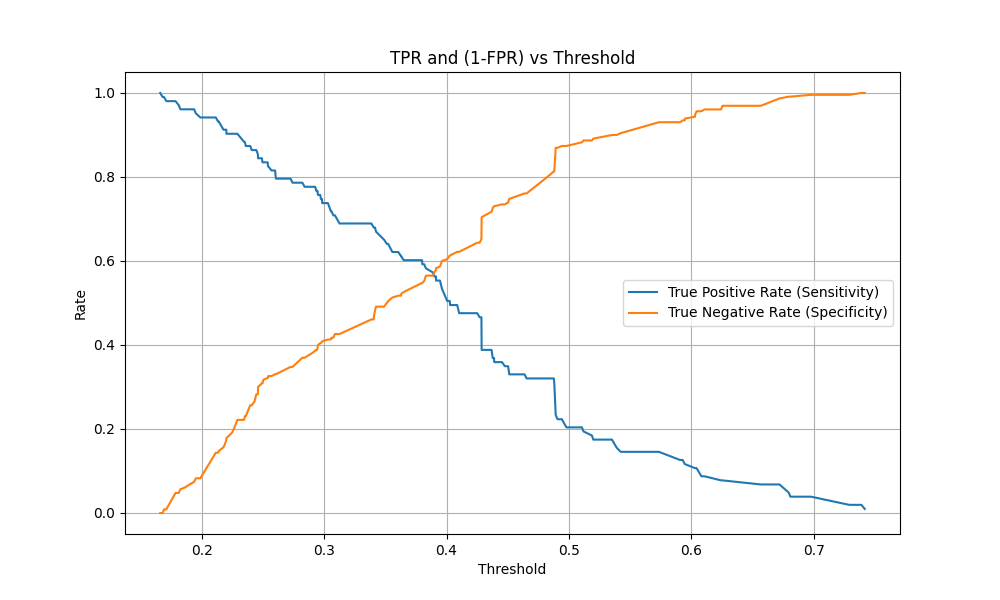 TPR and (1-FPR) vs Threshold
1.0
0.8
0.6
0.4
0.2
0.0
Rate
True Positive Rate (Sensitivity)
True Negative Rate (Specificity)
0.2 0.3 0.4 0.5 0.6 0.7
Threshold